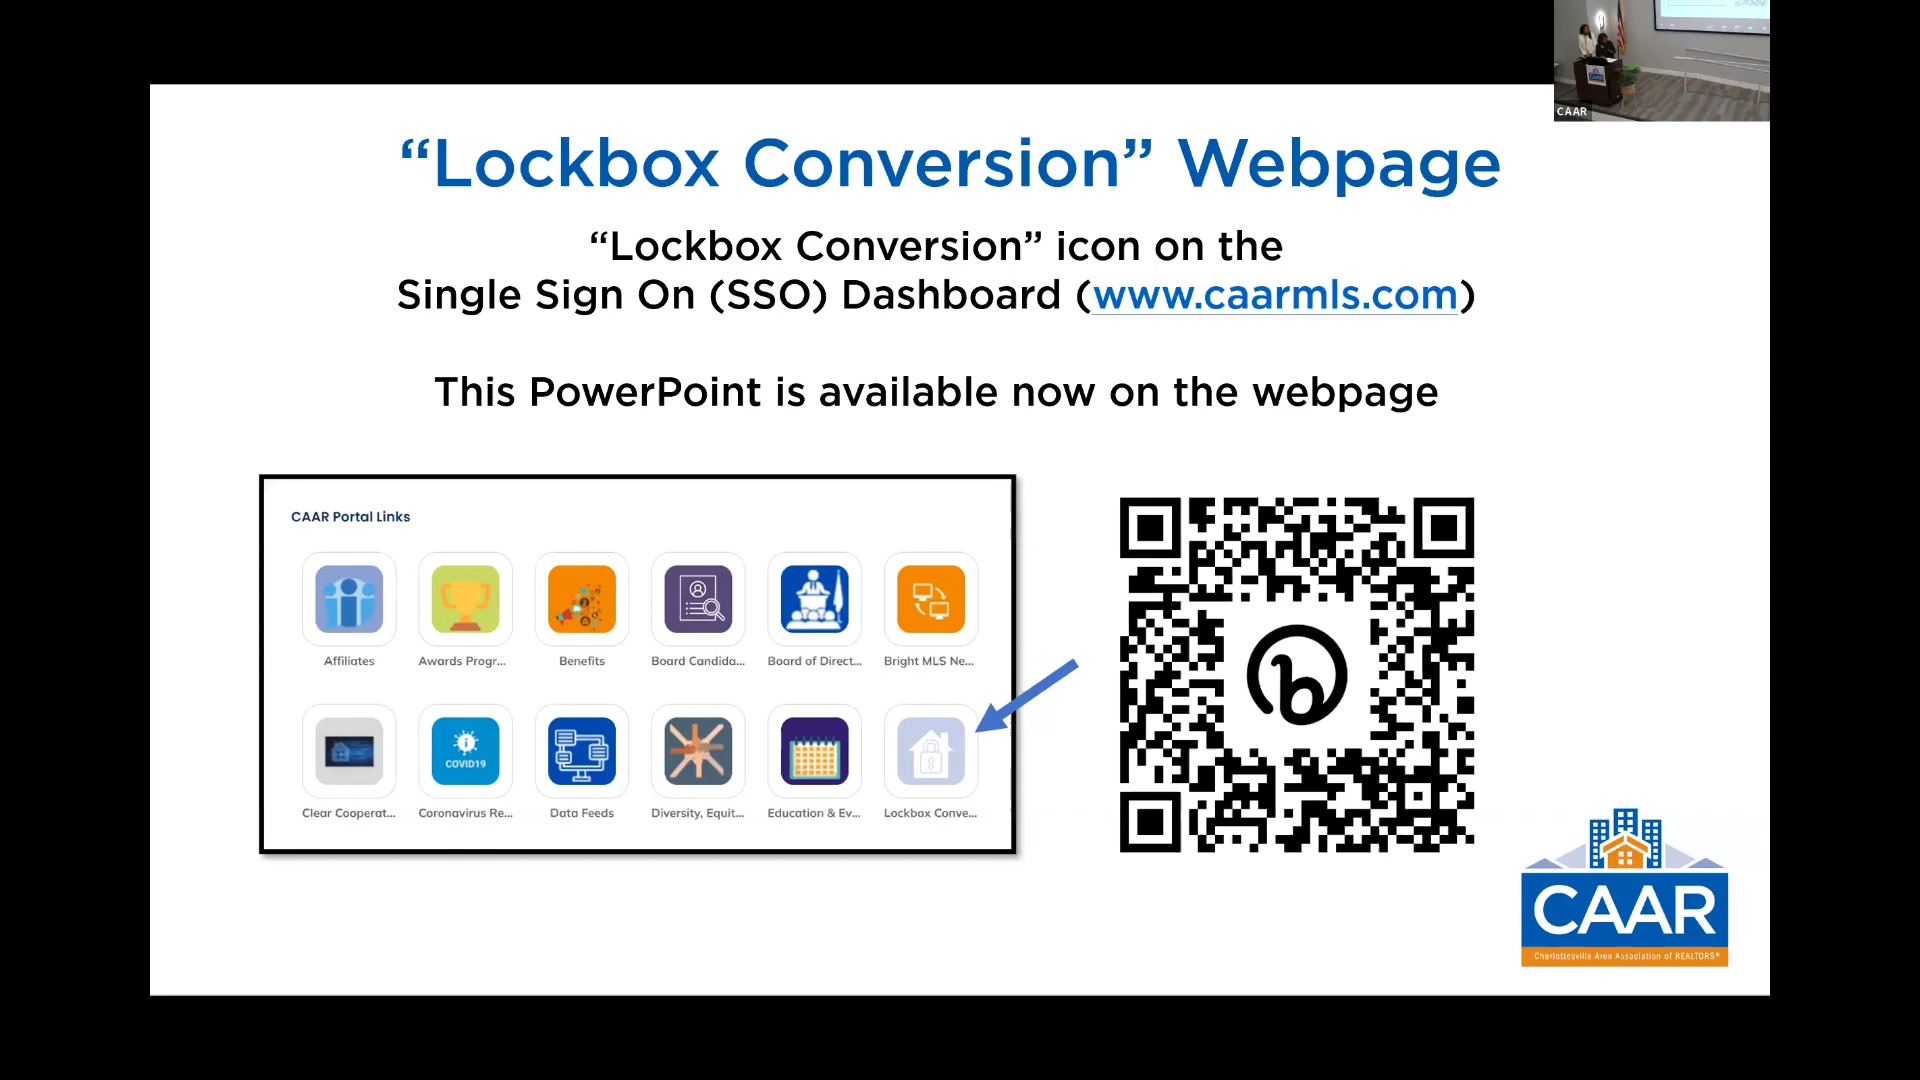 “Lockbox Conversion” Webpage
“Lockbox Conversion” icon on the
Single Sign On (SSO) Dashboard (www.caarmls.com)
This PowerPoint is available now on the webpage
CAAR Portal Links
Affiliates
Awards Progr...
Benefits
Board Candida...
Board of Direct...
Bright MLS Ne...
COVID19
Clear Cooperat...
Coronavirus Re...
Data Feeds
Diversity, Equit...
Education & Ev...
Lockbox Conve...
b
CAAR
Charlottesville Area Association of REALTORS®
CAAR
CAAR